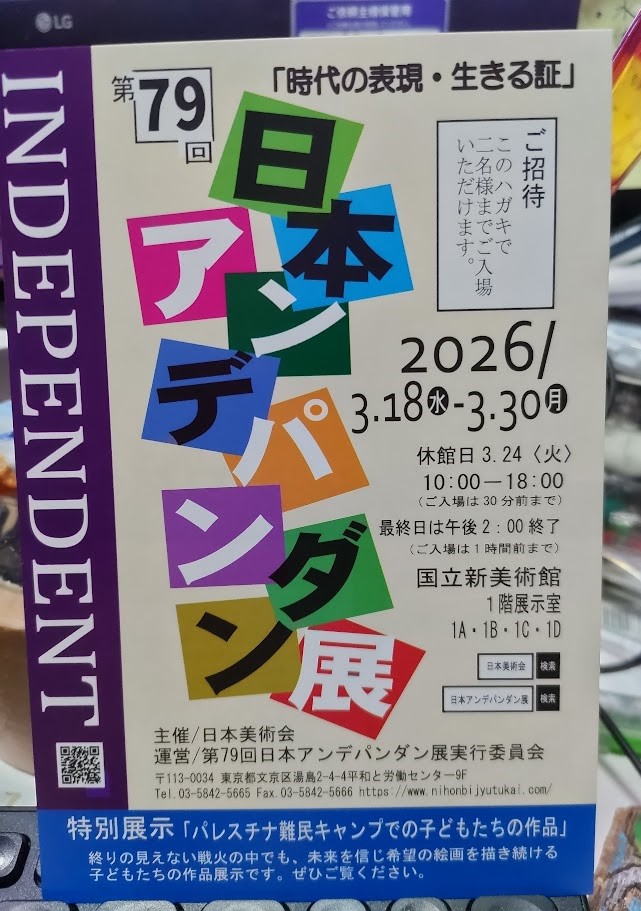 LG
INDEPENDENT
「時代の表現・生きる証」
第79回
日本
アンデパンダン展
ご招待
このハガキで
二名様までご入場
いただけます。
2026/
3.18水-3.30月
休館日 3.24〈火〉
10:00―18:00
(ご入場は30分前まで)
最終日は午後2:00終了
(ご入場は1時間前まで)
国立新美術館
1階展示室
1A・1B・1C・1D
日本美術会 検索
日本アンデパンダン展 検索
主催/日本美術会
運営/第79回日本アンデパンダン展実行委員会
〒113-0034 東京都文京区湯島2-4-4平和と労働センター9F
Tel.03-5842-5665 Fax.03-5842-5666 https://www.nihonbijyutukai.com/
特別展示「パレスチナ難民キャンプでの子どもたちの作品」
終りの見えない戦火の中でも、未来を信じ希望の絵画を描き続ける
子どもたちの作品展示です。ぜひご覧ください。